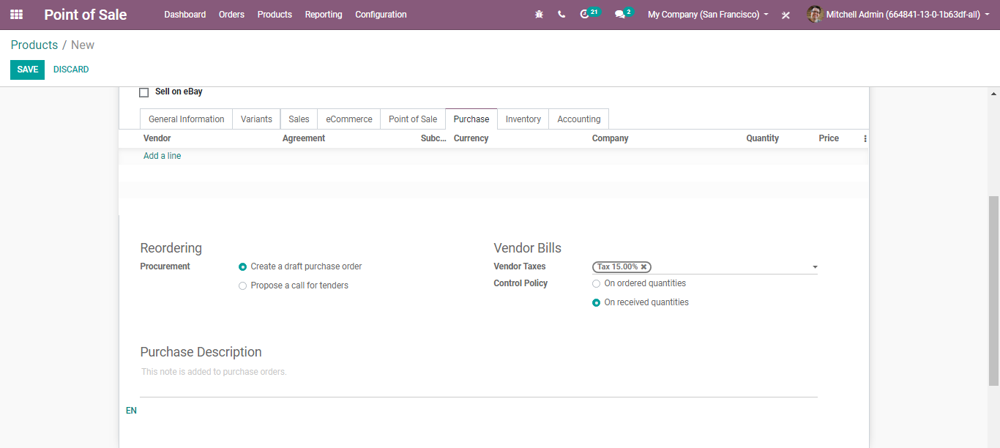 Point of Sale Dashboard Orders Products Reporting Configuration 21 2 My Company (San Francisco) Mitchell Admin (664841-13-0-1b63df-all)
Products / New
SAVE DISCARD
Sell on eBay
General Information Variants Sales eCommerce Point of Sale Purchase Inventory Accounting
Vendor Agreement Subc... Currency Company Quantity Price
Add a line
Reordering Vendor Bills
Procurement Create a draft purchase order Vendor Taxes Tax 15.00%
Propose a call for tenders Control Policy On ordered quantities
On received quantities
Purchase Description
This note is added to purchase orders.
EN